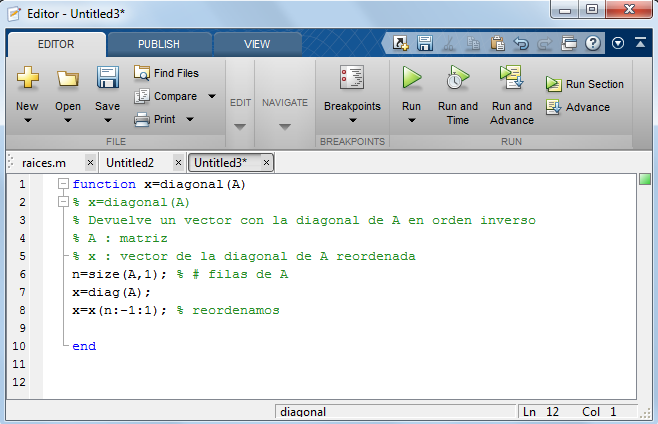 Editor - Untitled3*
EDITOR PUBLISH VIEW
New Open Save Find Files Compare Print EDIT NAVIGATE Breakpoints Run Run and Time Run and Advance Run Section Advance
FILE BREAKPOINTS RUN
raices.m × Untitled2 × Untitled3* ×
1 function x=diagonal(A)
2 % x=diagonal(A)
3 % Devuelve un vector con la diagonal de A en orden inverso
4 % A : matriz
5 % x : vector de la diagonal de A reordenada
6 n=size(A,1); % # filas de A
7 x=diag(A);
8 x=x(n:-1:1); % reordenamos
9
10 end
11
12
diagonal Ln 12 Col 1